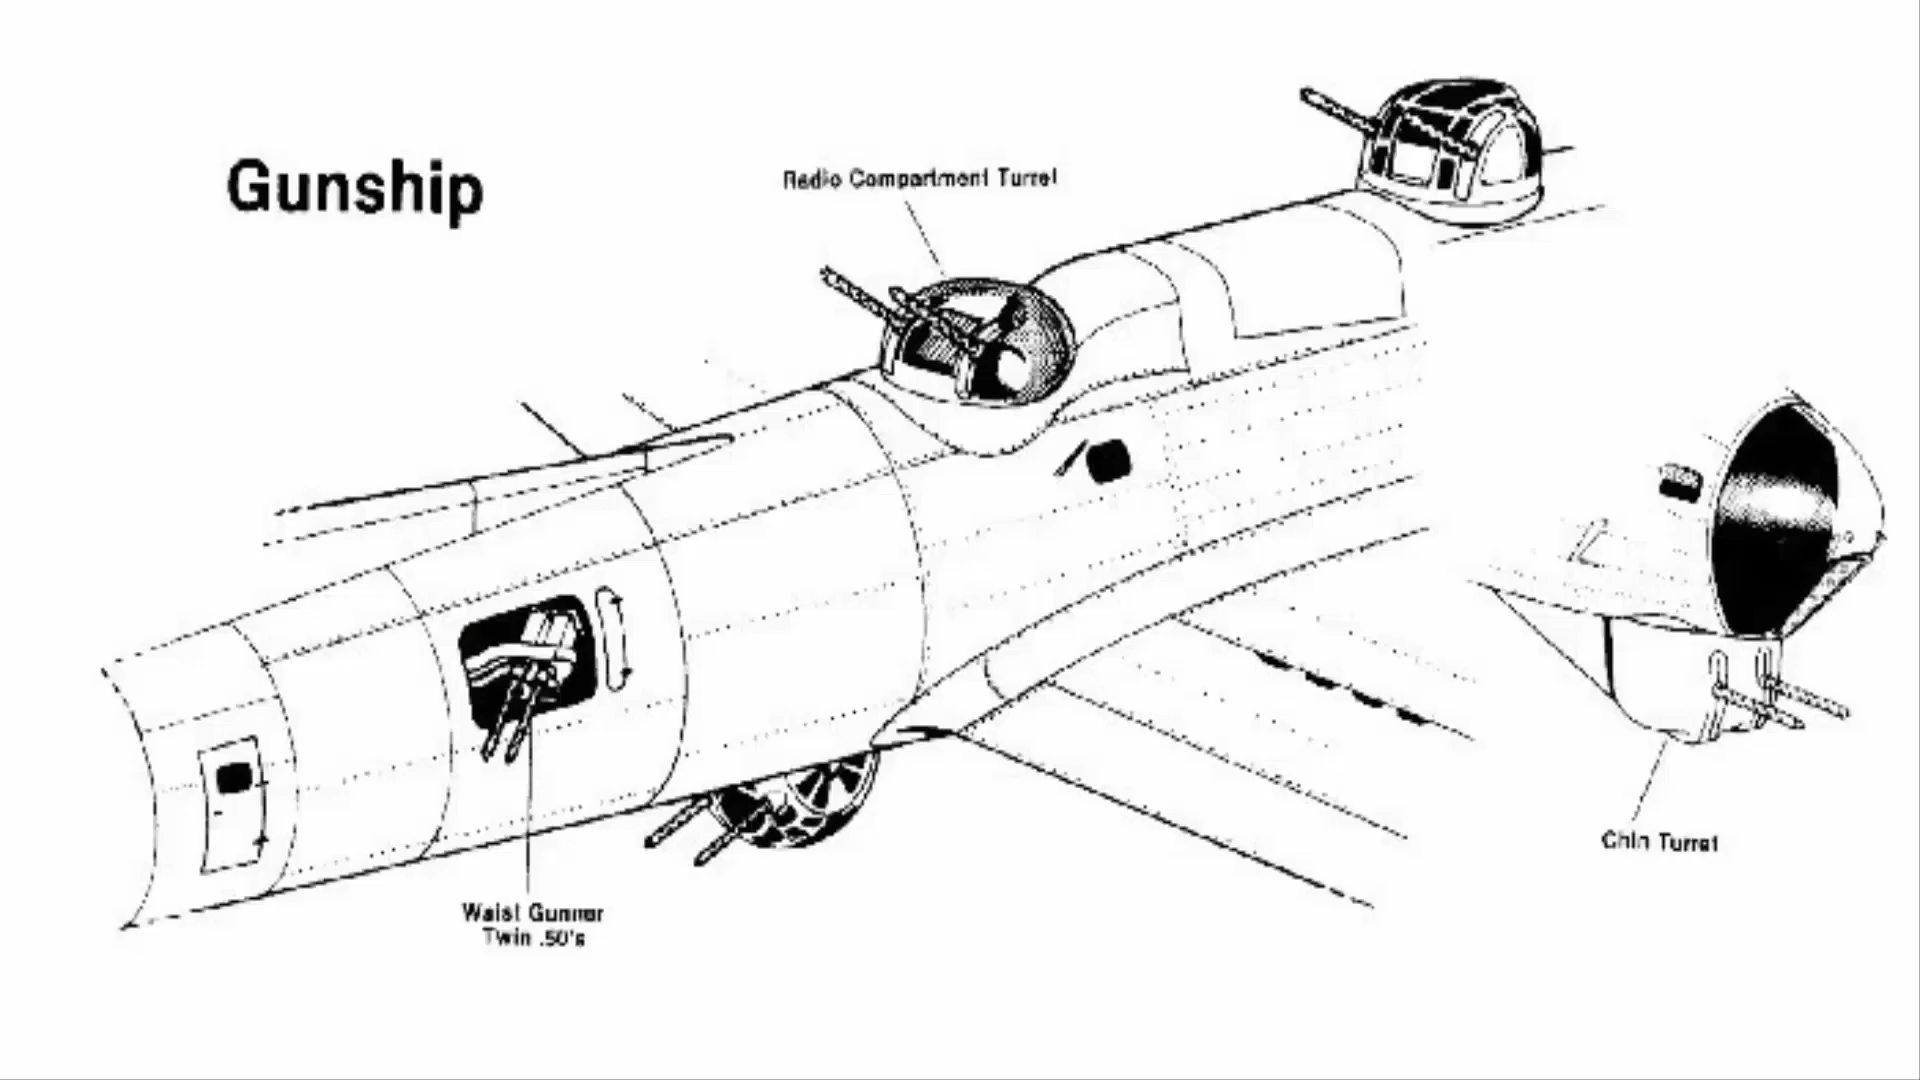 Gunship
Radio Compartment Turret
Chin Turret
Waist Gunner
Twin .50's